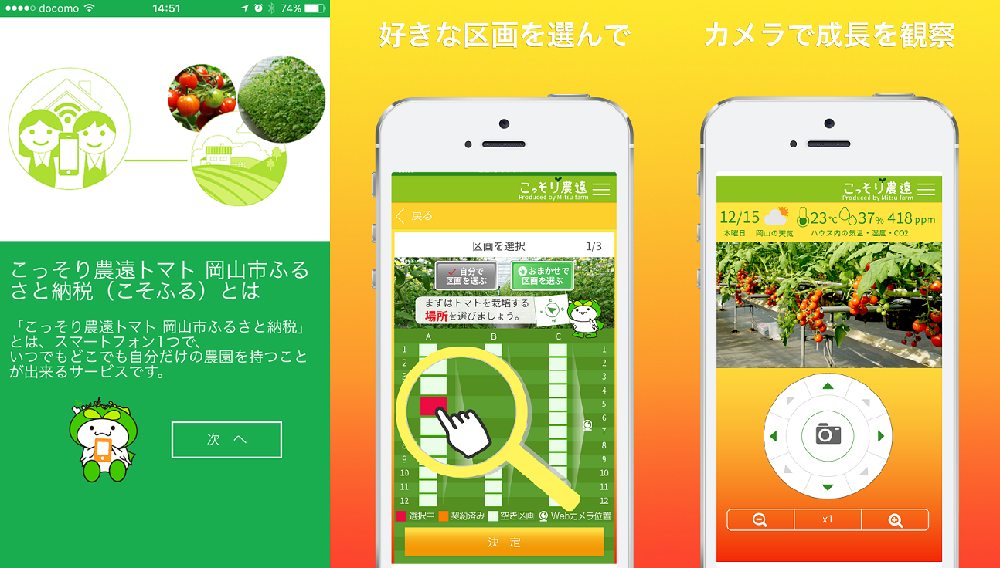 docomo
14:51
74%
こっそり農遠トマト 岡山市ふる
さと納税（こそふる）とは
「こっそり農遠トマト 岡山市ふるさと納税」
とは、スマートフォン1つで、
いつでもどこでも自分だけの農園を持つこと
が出来るサービスです。
次 へ
好きな区画を選んで
こっそり農遠
Produced by Mitsu farm
戻る
区画を選択
1/3
自分で
区画を選ぶ
おまかせで
区画を選ぶ
まずはトマトを栽培する
場所を選びましょう。
A B C
1 1
2 2
3 3
4
5
6
7
8 8
9 9
10 10
11 11
12 12
選択中 契約済み 空き区画 Webカメラ位置
決 定
カメラで成長を観察
こっそり農遠
Produced by Mitsu farm
12/15 23℃ 37% 418 ppm
木曜日 岡山の天気 ハウス内の気温・湿度・CO2
x1